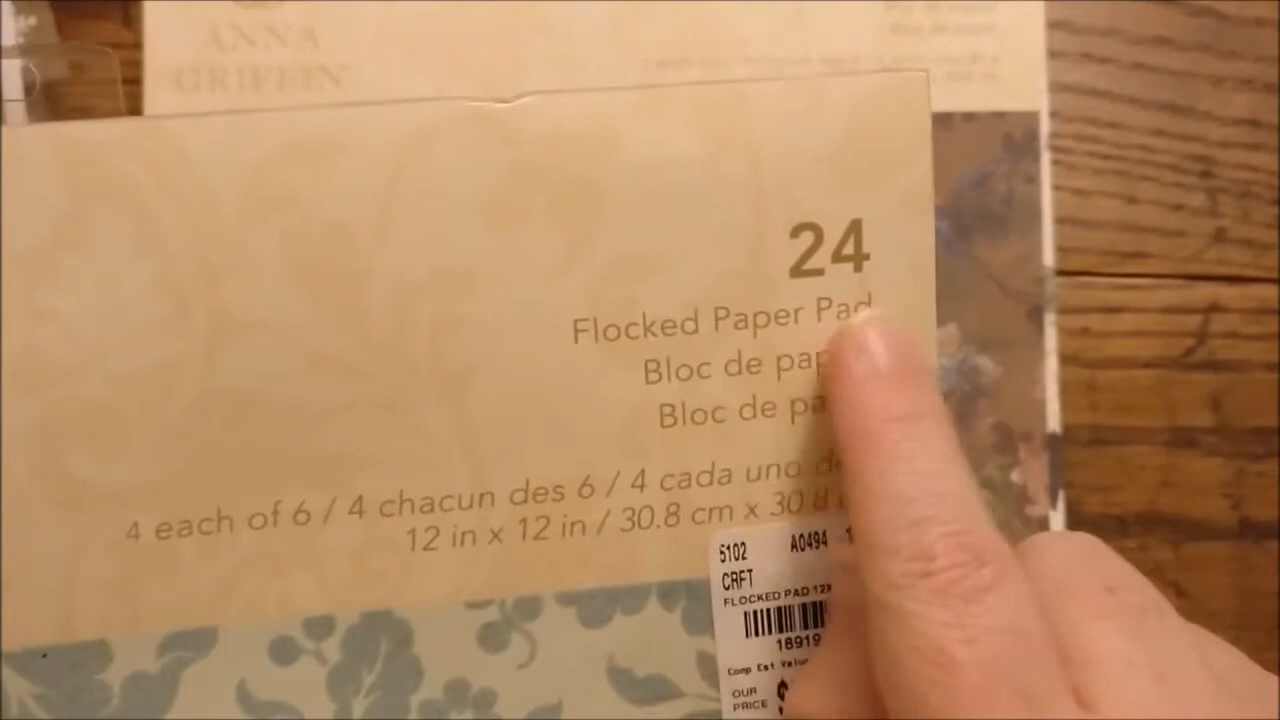 ANNA
GRIFFIN
24
Flocked Paper Pad
Bloc de pap
Bloc de pa
4 each of 6 / 4 chacun des 6 / 4 cada uno de
12 in x 12 in / 30.8 cm x 30.8
5102 A0494
CRFT
FLOCKED PAD 12X
18919
Comp Est Valu
OUR
PRICE